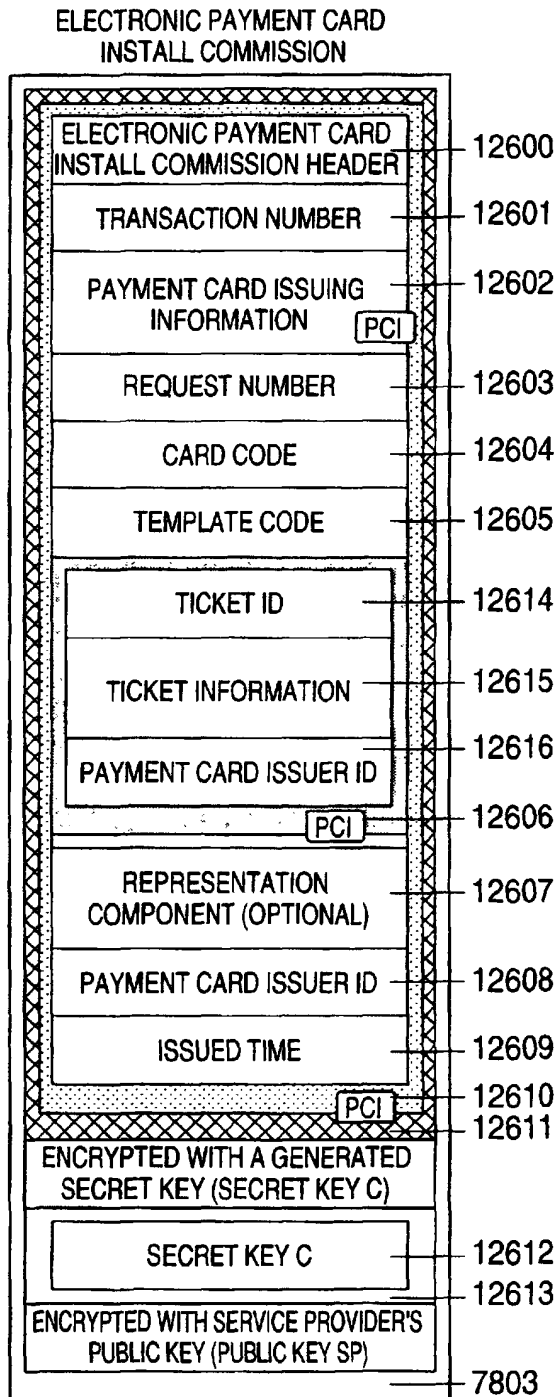 ELECTRONIC PAYMENT CARD
INSTALL COMMISSION
ELECTRONIC PAYMENT CARD
INSTALL COMMISSION HEADER
12600
TRANSACTION NUMBER
12601
PAYMENT CARD ISSUING
INFORMATION
12602
PCI
REQUEST NUMBER
12603
CARD CODE
12604
TEMPLATE CODE
12605
TICKET ID
12614
TICKET INFORMATION
12615
12616
PAYMENT CARD ISSUER ID
PCI
12606
REPRESENTATION
COMPONENT (OPTIONAL)
12607
PAYMENT CARD ISSUER ID
12608
ISSUED TIME
12609
PCI
12610
12611
ENCRYPTED WITH A GENERATED
SECRET KEY (SECRET KEY C)
SECRET KEY C
12612
12613
ENCRYPTED WITH SERVICE PROVIDER'S
PUBLIC KEY (PUBLIC KEY SP)
7803